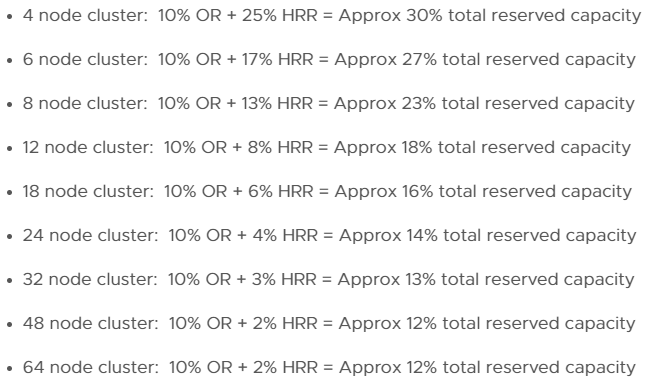 • 4 node cluster:  10% OR + 25% HRR = Approx 30% total reserved capacity
• 6 node cluster:  10% OR + 17% HRR = Approx 27% total reserved capacity
• 8 node cluster:  10% OR + 13% HRR = Approx 23% total reserved capacity
• 12 node cluster:  10% OR + 8% HRR = Approx 18% total reserved capacity
• 18 node cluster:  10% OR + 6% HRR = Approx 16% total reserved capacity
• 24 node cluster:  10% OR + 4% HRR = Approx 14% total reserved capacity
• 32 node cluster:  10% OR + 3% HRR = Approx 13% total reserved capacity
• 48 node cluster:  10% OR + 2% HRR = Approx 12% total reserved capacity
• 64 node cluster:  10% OR + 2% HRR = Approx 12% total reserved capacity